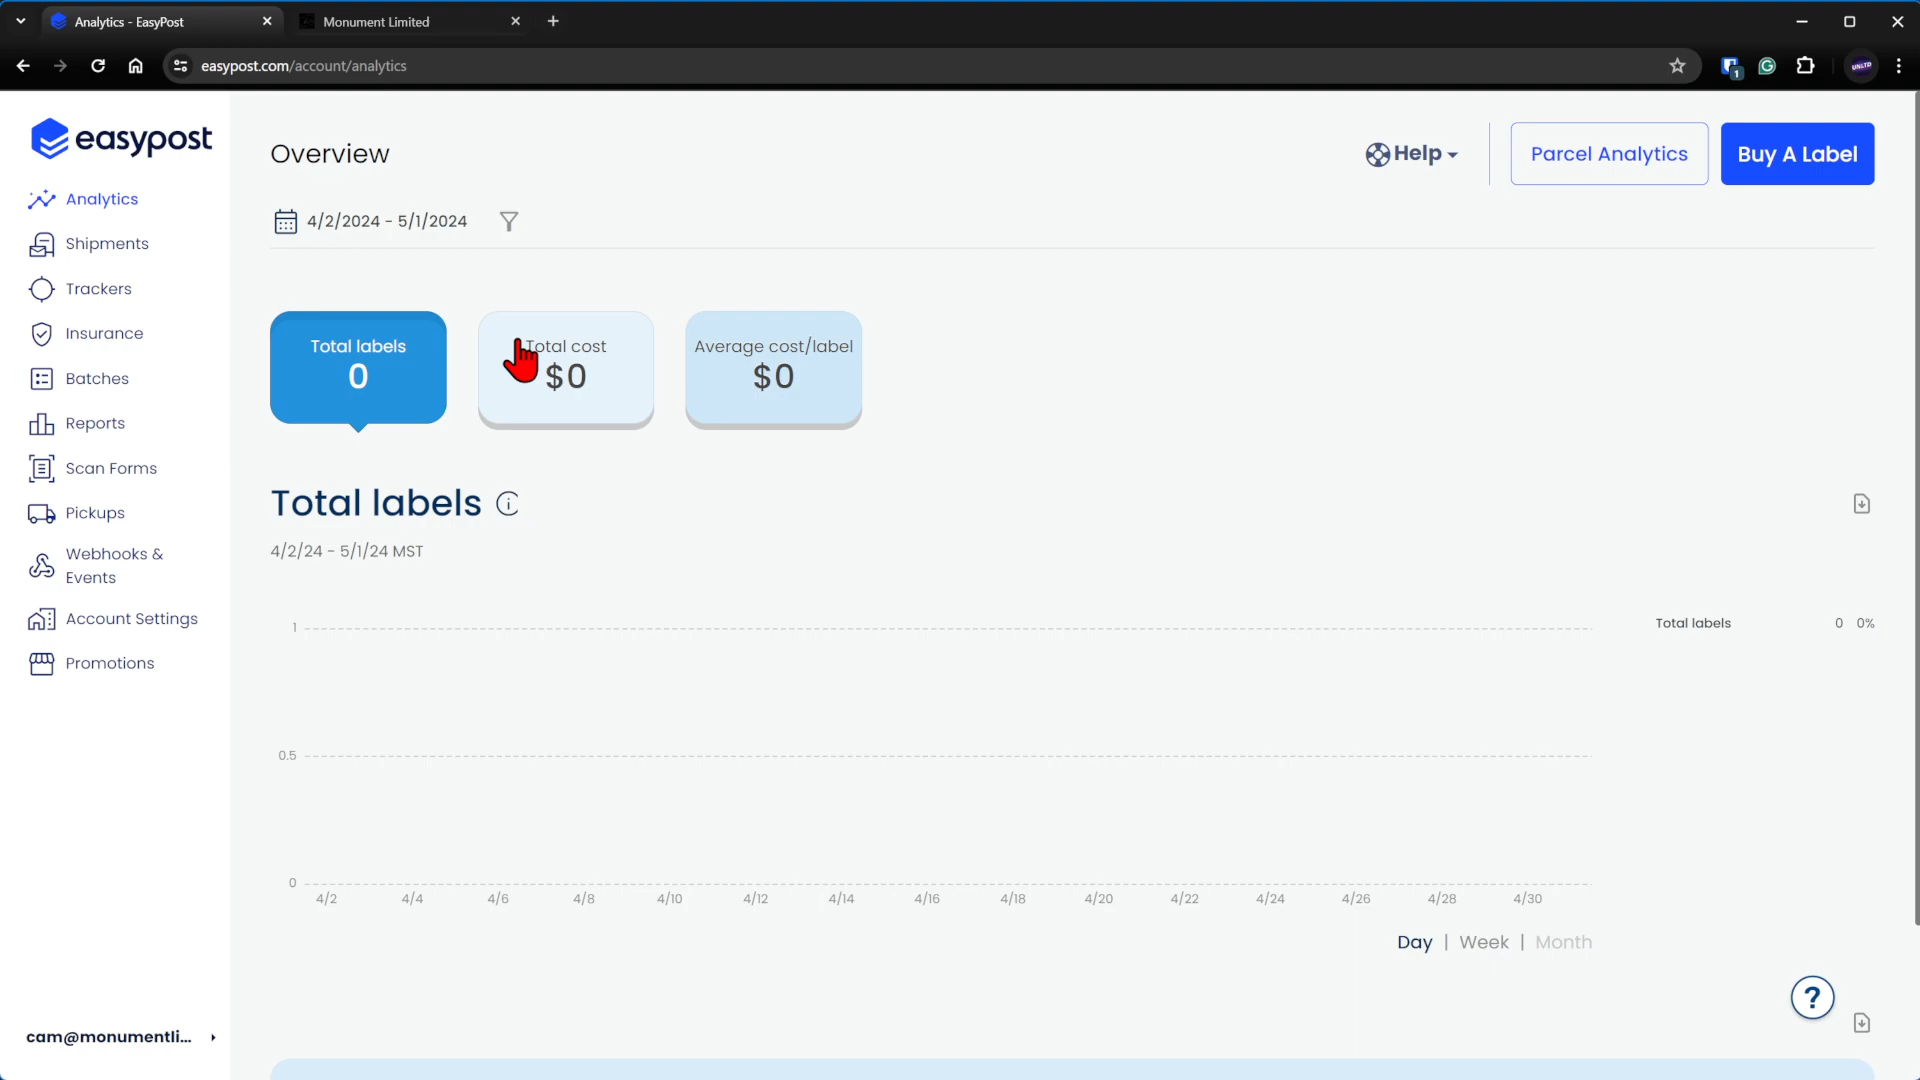 Analytics - EasyPost
Monument Limited
easypost.com/account/analytics
1
UNLTD
easypost
Analytics
Shipments
Trackers
Insurance
Batches
Reports
Scan Forms
Pickups
Webhooks &
Events
Account Settings
Promotions
cam@monumentli...
Overview
Help
Parcel Analytics
Buy A Label
4/2/2024 - 5/1/2024
Total labels
0
Total cost
$0
Average cost/label
$0
Total labels
4/2/24 - 5/1/24 MST
1
0.5
0
4/2 4/4 4/6 4/8 4/10 4/12 4/14 4/16 4/18 4/20 4/22 4/24 4/26 4/28 4/30
Total labels 0 0%
Day | Week | Month
?